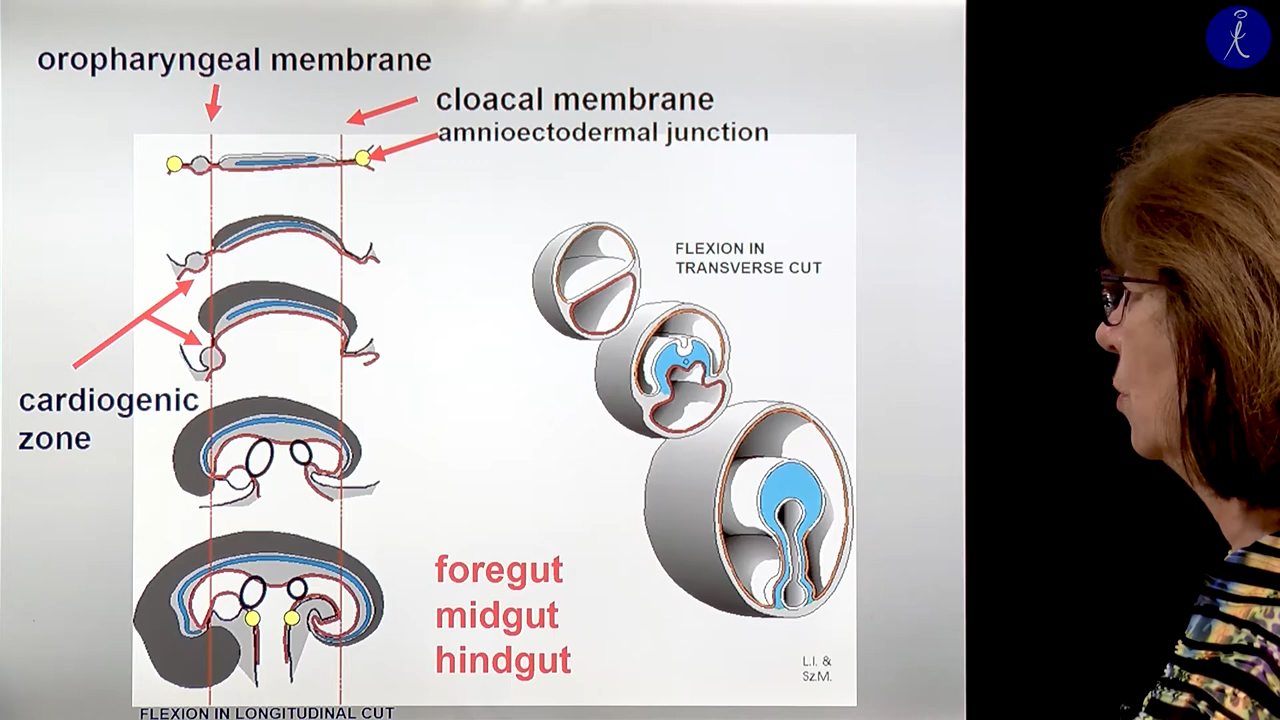 oropharyngeal membrane
cloacal membrane
amnioectodermal junction
FLEXION IN
TRANSVERSE CUT
cardiogenic
zone
foregut
midgut
hindgut
L.I. &
Sz.M.
FLEXION IN LONGITUDINAL CUT